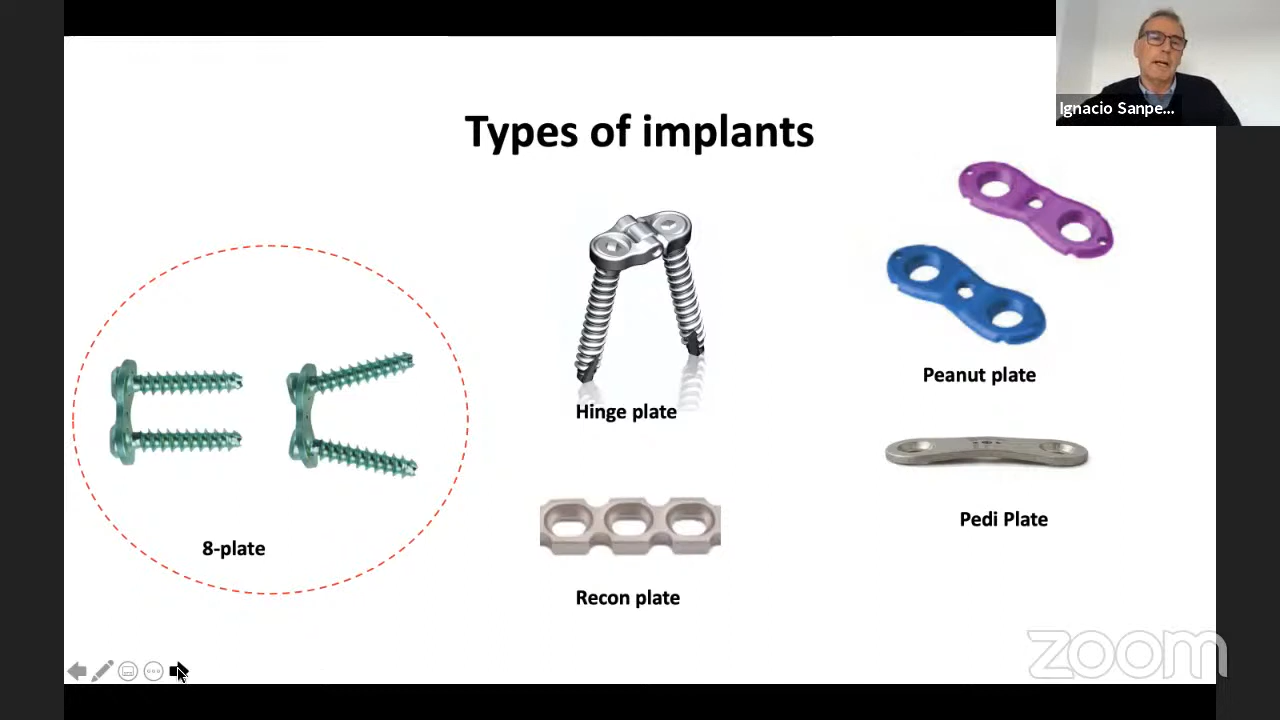 Ignacio Sanpe...
Types of implants
Hinge plate
Peanut plate
Pedi Plate
8-plate
Recon plate
zoom